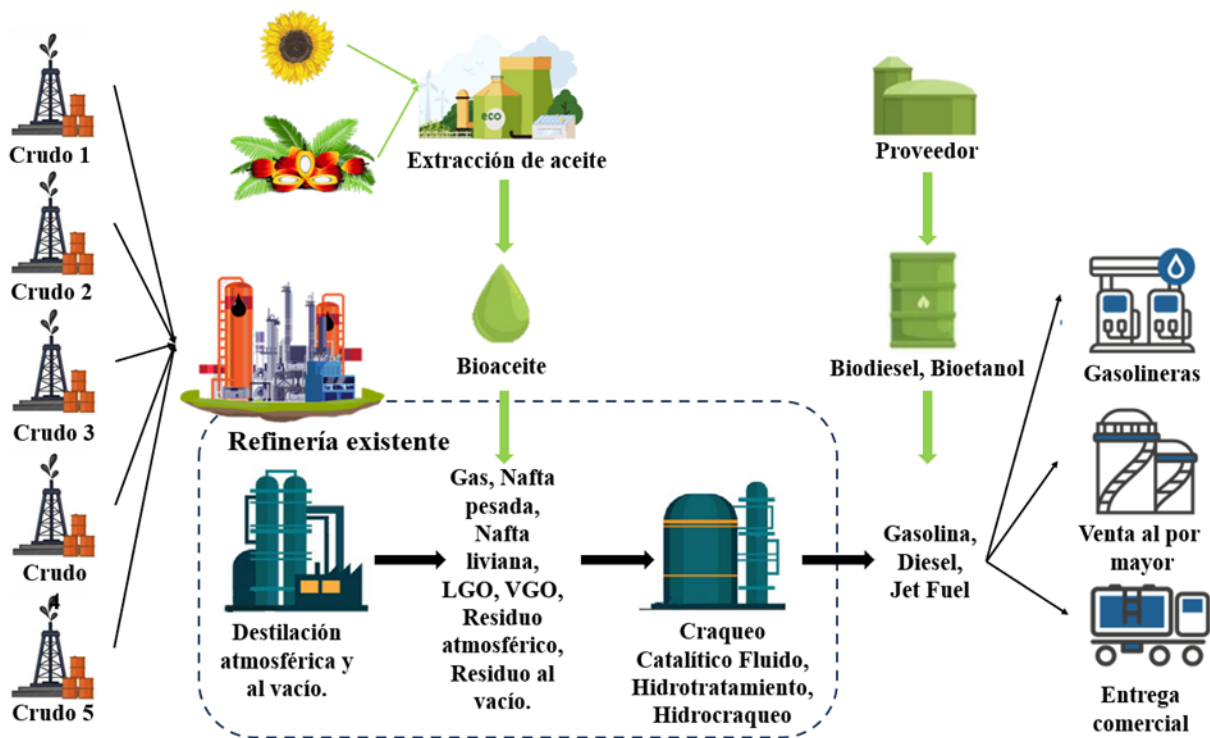 Crudo 1
Crudo 2
Crudo 3
Crudo
4
Crudo 5
eco
Extracción de aceite
Bioaceite
Proveedor
Biodiesel, Bioetanol
Refinería existente
Destilación
atmosférica y
al vacío.
Gas, Nafta
pesada,
Nafta
liviana,
LGO, VGO,
Residuo
atmosférico,
Residuo al
vacío.
Craqueo
Catalítico Fluido,
Hidrotratamiento,
Hidrocraqueo
Gasolina,
Diesel,
Jet Fuel
Gasolineras
Venta al por
mayor
Entrega
comercial